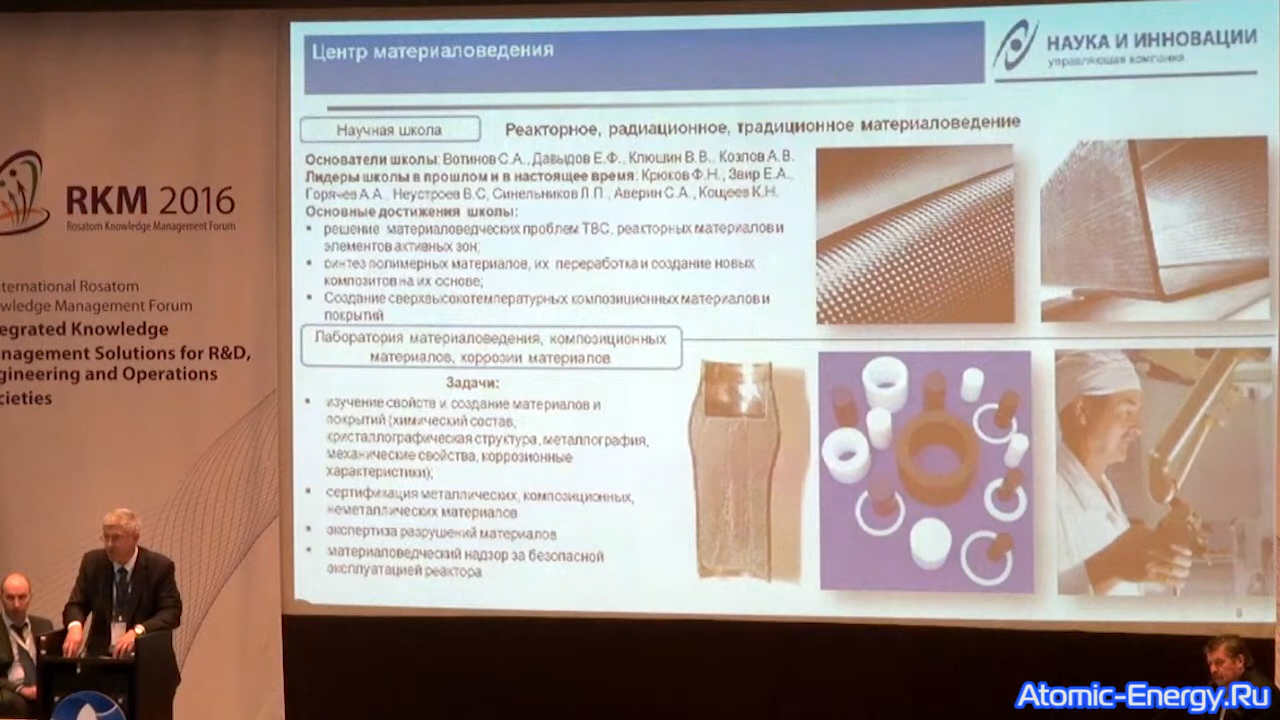 RKM 2016
Rosatom Knowledge Management Forum
ternational Rosatom
wledge Management Forum
egrated Knowledge
nagement Solutions for R&D,
gineering and Operations
cieties
Центр материаловедения
НАУКА И ИННОВАЦИИ
управляющая компания
Научная школа
Реакторное, радиационное, традиционное материаловедение
Основатели школы: Вотинов С.А., Давыдов Е.Ф., Клюшин В.В., Козлов А.В.
Лидеры школы в прошлом и в настоящее время: Крюков Ф.Н., Звир Е.А.,
Горячев А.А., Неустроев В.С, Синельников Л.П., Аверин С.А., Кощеев К.Н.
Основные достижения школы:
▪ решение материаловедческих проблем ТВС, реакторных материалов и
элементов активных зон;
▪ синтез полимерных материалов, их переработка и создание новых
композитов на их основе;
▪ Создание сверхвысокотемпературных композиционных материалов и
покрытий
Лаборатория материаловедения, композиционных
материалов, коррозии материалов
Задачи:
▪ изучение свойств и создание материалов и
покрытий (химический состав,
кристаллографическая структура, металлография,
механические свойства, коррозионные
характеристики);
▪ сертификация металлических, композиционных,
неметаллических материалов
▪ экспертиза разрушений материалов
▪ материаловедческий надзор за безопасной
эксплуатацией реактора
8
Atomic-Energy.Ru